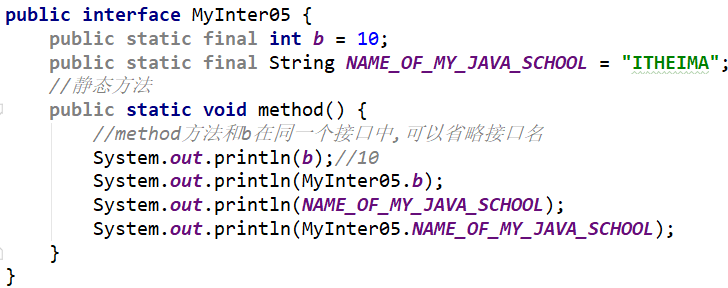 public interface MyInter05 {
    public static final int b = 10;
    public static final String NAME_OF_MY_JAVA_SCHOOL = "ITHEIMA";
    //静态方法
    public static void method() {
        //method方法和b在同一个接口中,可以省略接口名
        System.out.println(b);//10
        System.out.println(MyInter05.b);
        System.out.println(NAME_OF_MY_JAVA_SCHOOL);
        System.out.println(MyInter05.NAME_OF_MY_JAVA_SCHOOL);
    }
}